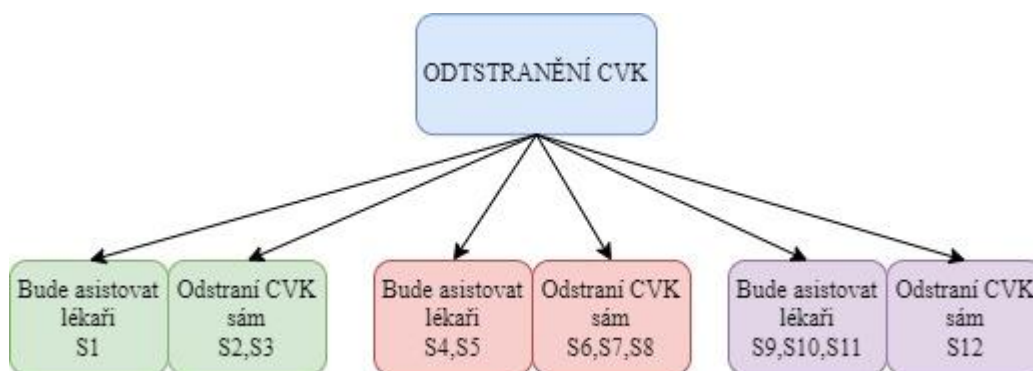 ODTSTRANĚNÍ CVK
Bude asistovat
lékaři
S1
Odstraní CVK
sám
S2,S3
Bude asistovat
lékaři
S4,S5
Odstraní CVK
sám
S6,S7,S8
Bude asistovat
lékaři
S9,S10,S11
Odstraní CVK
sám
S12